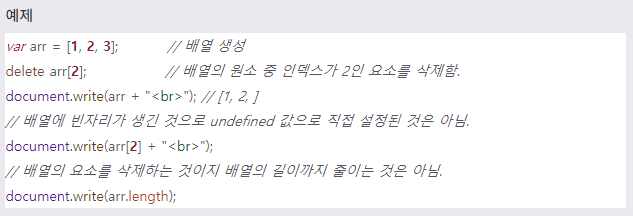 예제
var arr = [1, 2, 3]; // 배열 생성
delete arr[2]; // 배열의 원소 중 인덱스가 2인 요소를 삭제함.
document.write(arr + "<br>"); // [1, 2, ]
// 배열에 빈자리가 생긴 것으로 undefined 값으로 직접 설정된 것은 아님.
document.write(arr[2] + "<br>");
// 배열의 요소를 삭제하는 것이지 배열의 길이까지 줄이는 것은 아님.
document.write(arr.length);